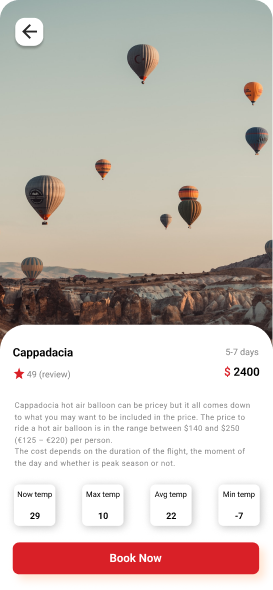 Cappadacia
5-7 days
49 (review)
$ 2400
Cappadocia hot air balloon can be pricey but it all comes down
to what you may want to be included in the price. The price to
ride a hot air balloon is in the range between $140 and $250
(€125 – €220) per person.
The cost depends on the duration of the flight, the moment of
the day and whether is peak season or not.
Now temp
Max temp
Avg temp
Min temp
29
10
22
-7
Book Now